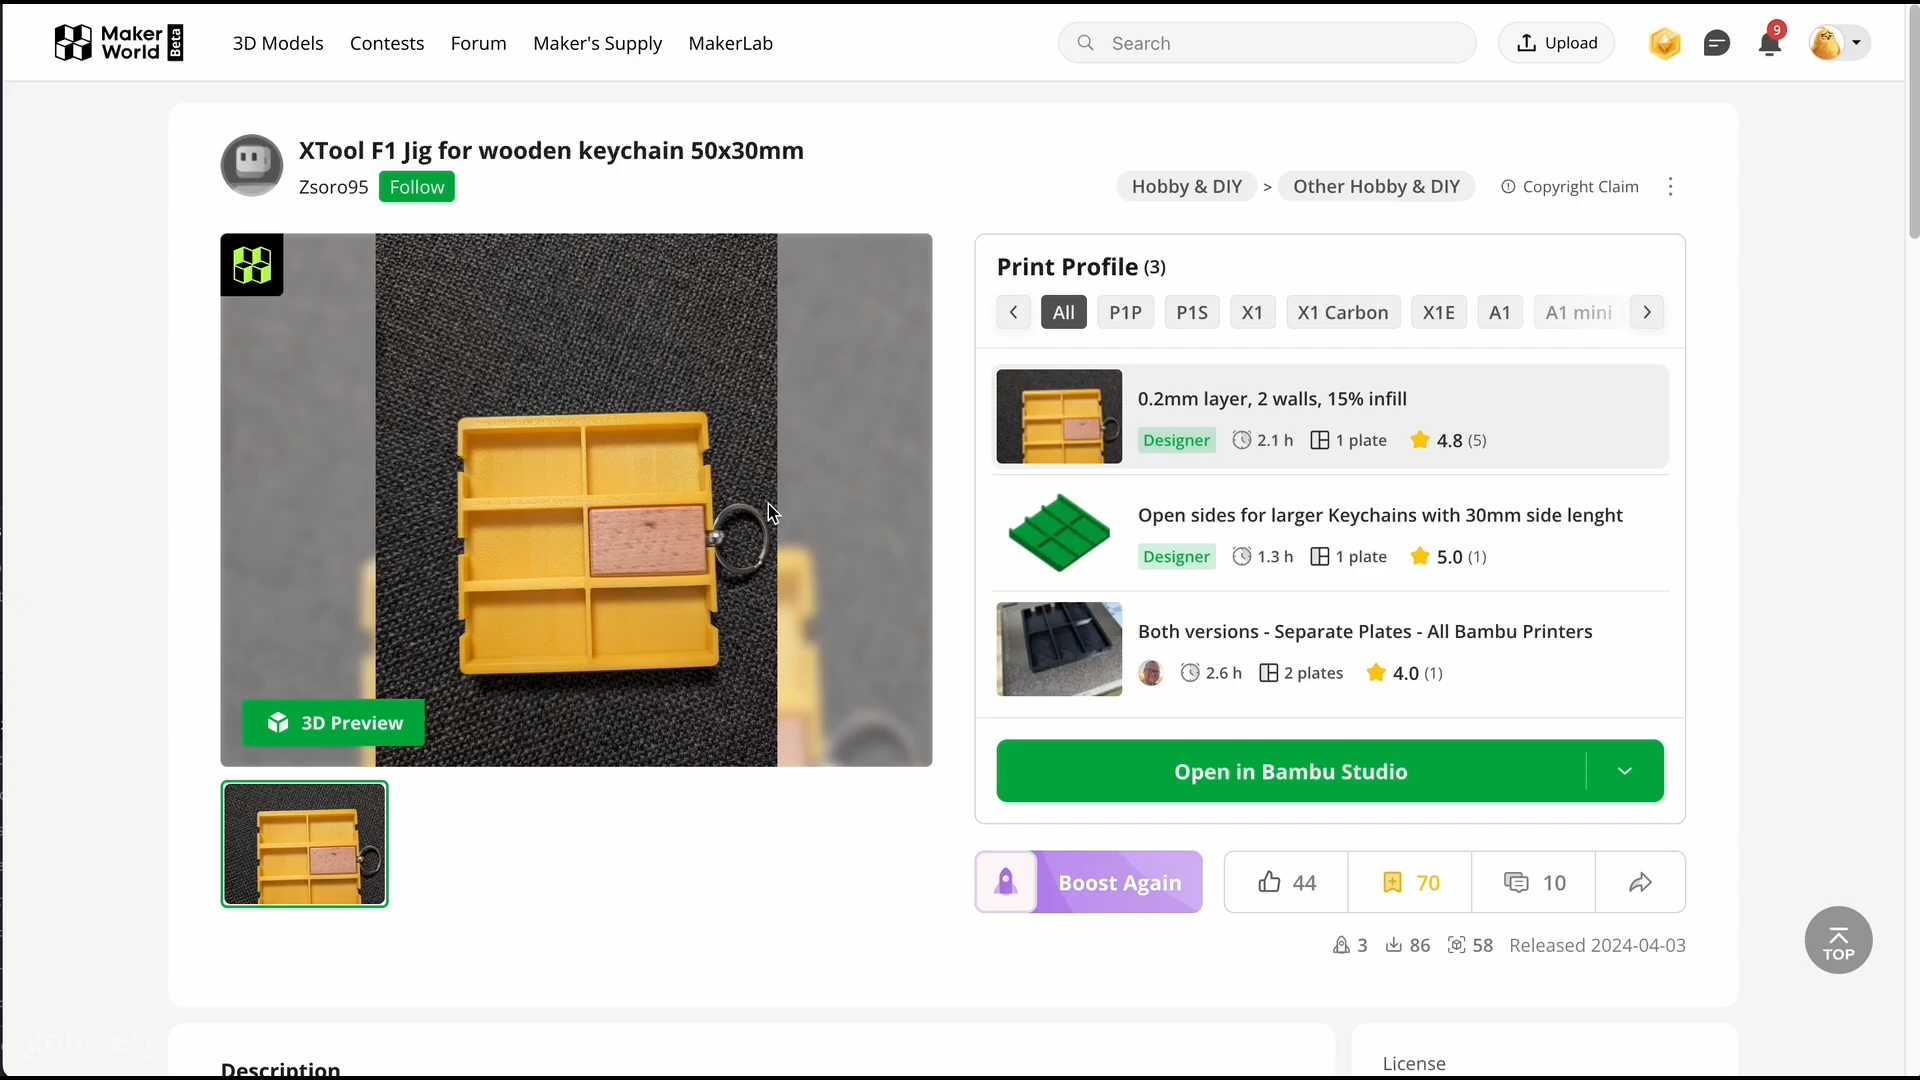 Maker World Beta
3D Models Contests Forum Maker's Supply MakerLab Search Upload 9
XTool F1 Jig for wooden keychain 50x30mm
Zsoro95 Follow
Hobby & DIY > Other Hobby & DIY Copyright Claim
Print Profile (3)
All P1P P1S X1 X1 Carbon X1E A1 A1 mini
0.2mm layer, 2 walls, 15% infill
Designer 2.1 h 1 plate 4.8 (5)
Open sides for larger Keychains with 30mm side lenght
Designer 1.3 h 1 plate 5.0 (1)
Both versions - Separate Plates - All Bambu Printers
2.6 h 2 plates 4.0 (1)
3D Preview
Open in Bambu Studio
Boost Again 44 70 10
3 86 58 Released 2024-04-03
TOP
Description
License